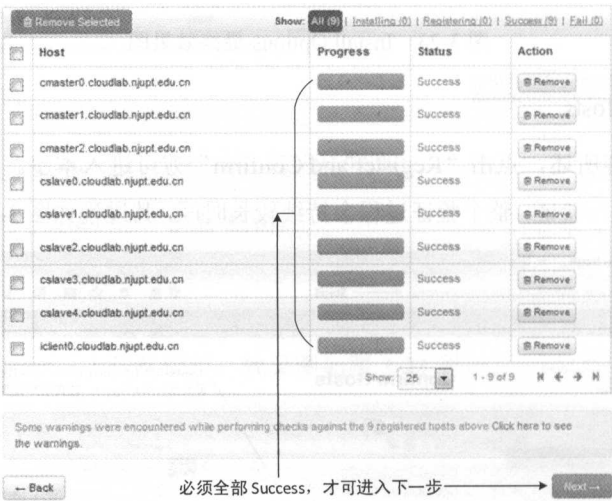 Remove Selected
Show: All (9) | Installing (0) | Registering (0) | Success (9) | Fail (0)
Host Progress Status Action
cmaster0.cloudlab.njupt.edu.cn Success Remove
cmaster1.cloudlab.njupt.edu.cn Success Remove
cmaster2.cloudlab.njupt.edu.cn Success Remove
cslave0.cloudlab.njupt.edu.cn Success Remove
cslave1.cloudlab.njupt.edu.cn Success Remove
cslave2.cloudlab.njupt.edu.cn Success Remove
cslave3.cloudlab.njupt.edu.cn Success Remove
cslave4.cloudlab.njupt.edu.cn Success Remove
iclient0.cloudlab.njupt.edu.cn Success Remove
Show: 25 1 - 9 of 9
Some warnings were encountered while performing checks against the 9 registered hosts above Click here to see
the warnings.
← Back
必须全部 Success，才可进入下一步
Next →